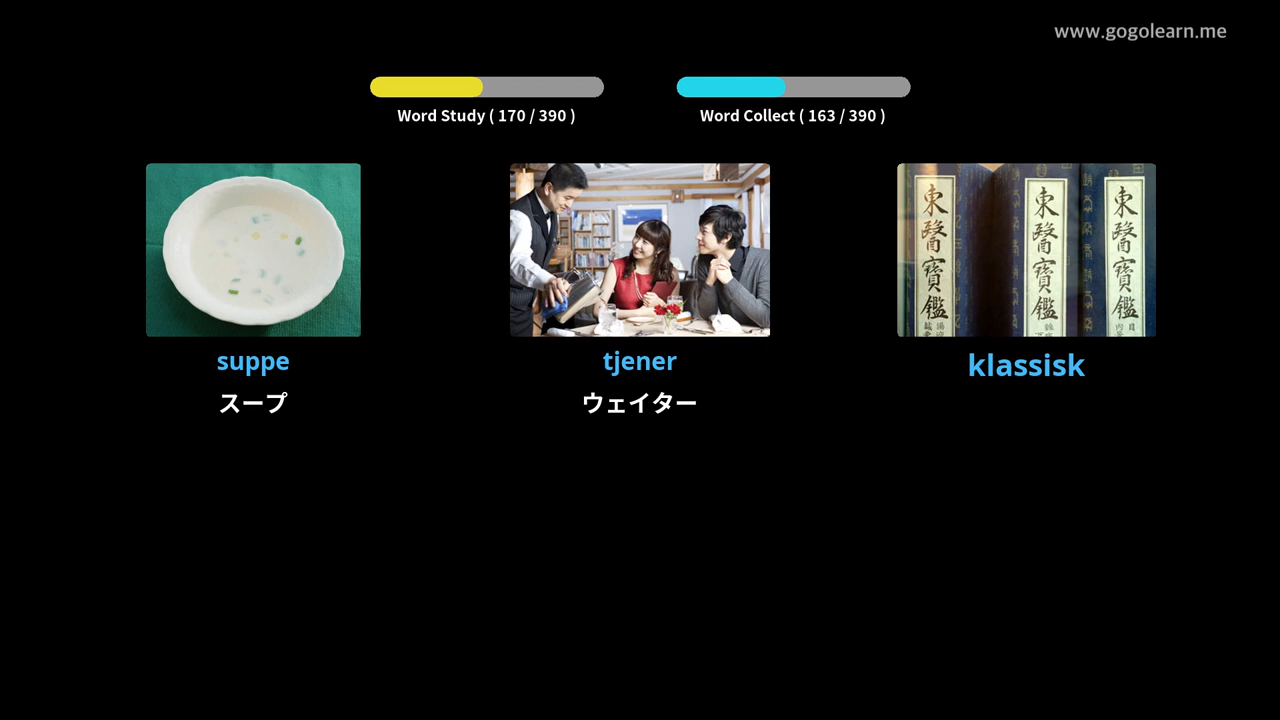 www.gogolearn.me
Word Study ( 170 / 390 )
Word Collect ( 163 / 390 )
東醫寶鑑
東醫寶鑑
東醫寶鑑
suppe
tjener
klassisk
スープ
ウェイター